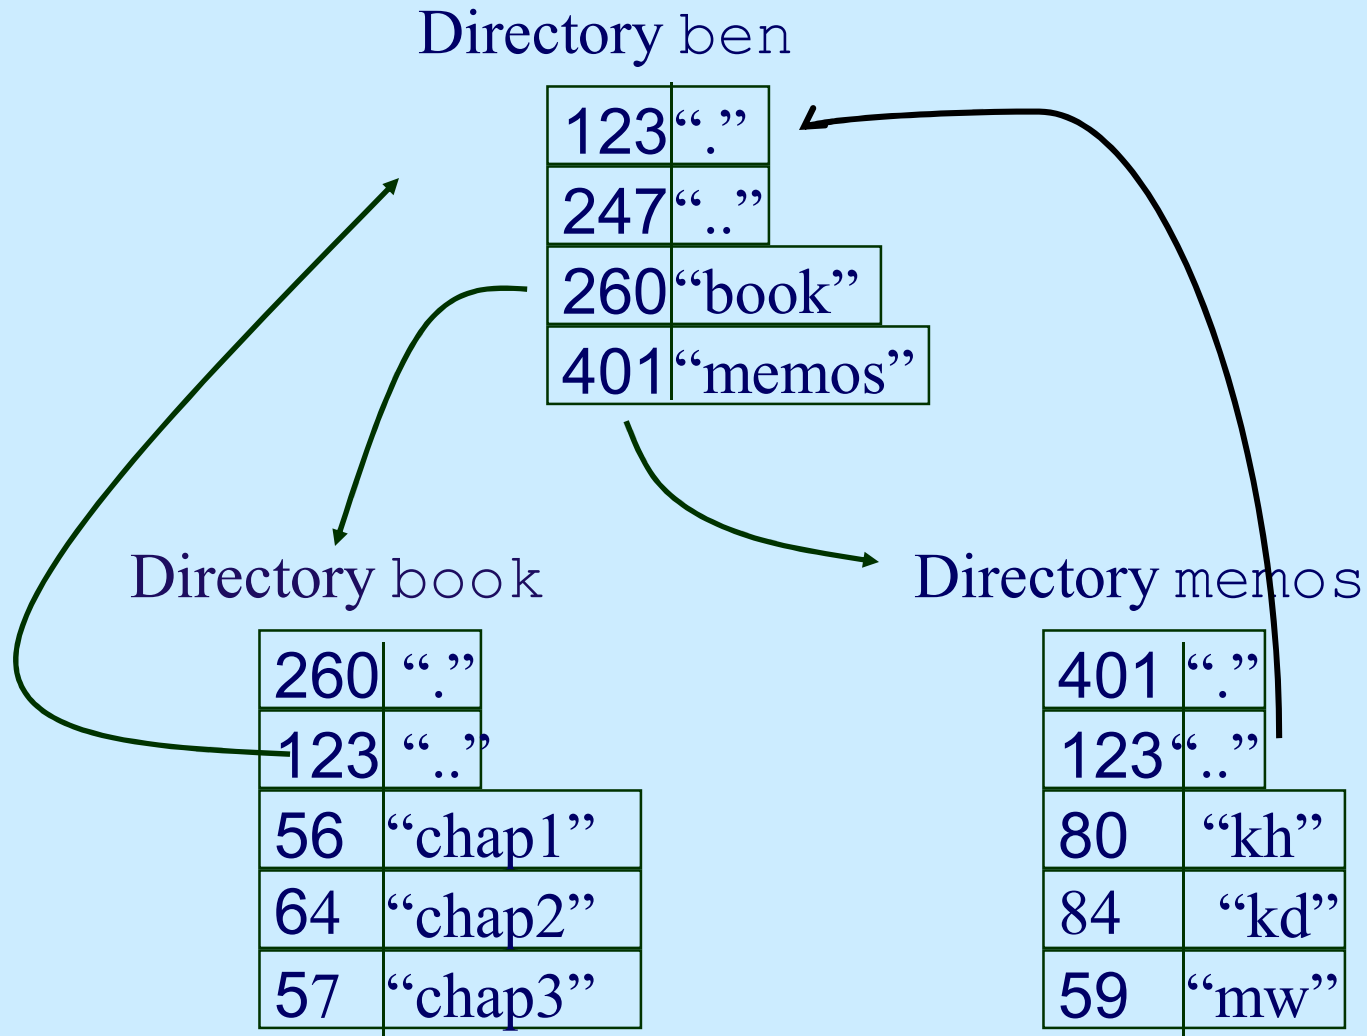 Directory ben
123 “.”
247 “..”
260 “book”
401 “memos”
Directory book
260 “.”
123 “..”
56 “chap1”
64 “chap2”
57 “chap3”
Directory memos
401 “.”
123 “..”
80 “kh”
84 “kd”
59 “mw”